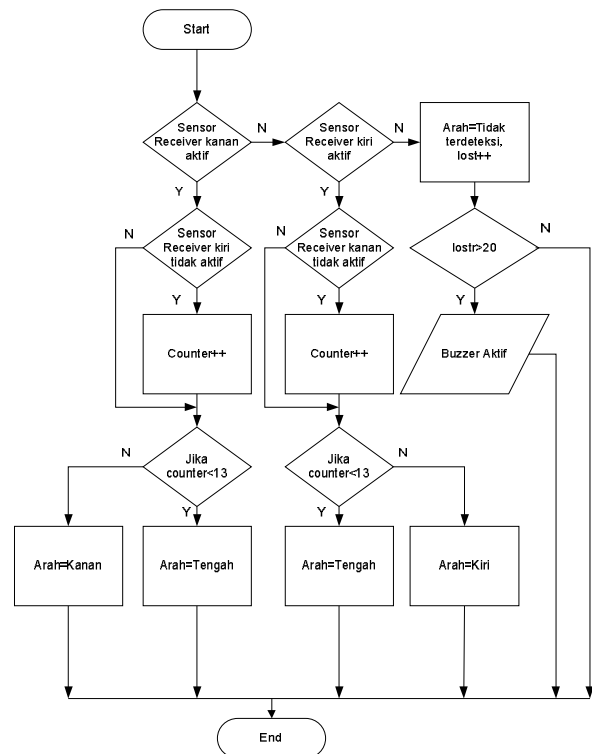 Start
Sensor
Receiver kanan
aktif
N
Sensor
Receiver kiri
aktif
N
Arah=Tidak
terdeteksi,
lost++
Y
Y
N
Sensor
Receiver kiri
tidak aktif
N
Sensor
Receiver kanan
tidak aktif
lostr>20
N
Y
Y
Y
Counter++
Counter++
Buzzer Aktif
N
Jika
counter<13
Jika
counter<13
N
Y
Y
Arah=Kanan
Arah=Tengah
Arah=Tengah
Arah=Kiri
End